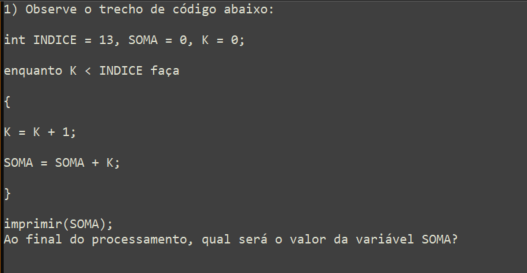 1) Observe o trecho de código abaixo:
int INDICE = 13, SOMA = 0, K = 0;
enquanto K < INDICE faça
{
K = K + 1;
SOMA = SOMA + K;
}
imprimir(SOMA);
Ao final do processamento, qual será o valor da variável SOMA?